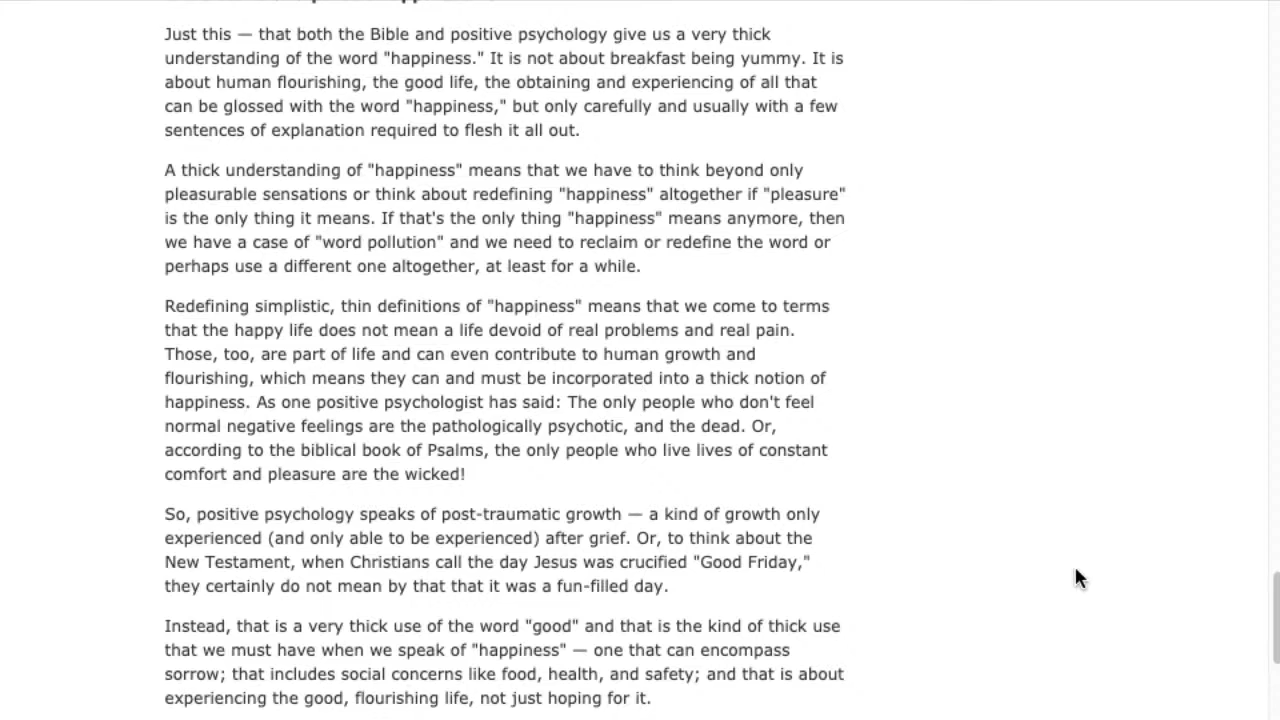 Just this — that both the Bible and positive psychology give us a very thick
understanding of the word "happiness." It is not about breakfast being yummy. It is
about human flourishing, the good life, the obtaining and experiencing of all that
can be glossed with the word "happiness," but only carefully and usually with a few
sentences of explanation required to flesh it all out.
A thick understanding of "happiness" means that we have to think beyond only
pleasurable sensations or think about redefining "happiness" altogether if "pleasure"
is the only thing it means. If that's the only thing "happiness" means anymore, then
we have a case of "word pollution" and we need to reclaim or redefine the word or
perhaps use a different one altogether, at least for a while.
Redefining simplistic, thin definitions of "happiness" means that we come to terms
that the happy life does not mean a life devoid of real problems and real pain.
Those, too, are part of life and can even contribute to human growth and
flourishing, which means they can and must be incorporated into a thick notion of
happiness. As one positive psychologist has said: The only people who don't feel
normal negative feelings are the pathologically psychotic, and the dead. Or,
according to the biblical book of Psalms, the only people who live lives of constant
comfort and pleasure are the wicked!
So, positive psychology speaks of post-traumatic growth — a kind of growth only
experienced (and only able to be experienced) after grief. Or, to think about the
New Testament, when Christians call the day Jesus was crucified "Good Friday,"
they certainly do not mean by that that it was a fun-filled day.
Instead, that is a very thick use of the word "good" and that is the kind of thick use
that we must have when we speak of "happiness" — one that can encompass
sorrow; that includes social concerns like food, health, and safety; and that is about
experiencing the good, flourishing life, not just hoping for it.